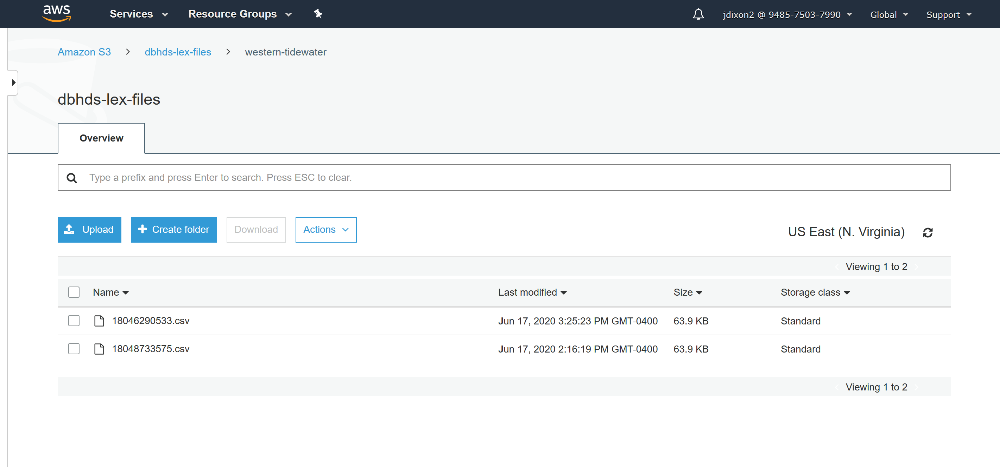 aws Services Resource Groups jdixon2 @ 9485-7503-7990 Global Support
Amazon S3 > dbhds-lex-files > western-tidewater
dbhds-lex-files
Overview
Type a prefix and press Enter to search. Press ESC to clear.
Upload Create folder Download Actions US East (N. Virginia)
Viewing 1 to 2
Name Last modified Size Storage class
18046290533.csv Jun 17, 2020 3:25:23 PM GMT-0400 63.9 KB Standard
18048733575.csv Jun 17, 2020 2:16:19 PM GMT-0400 63.9 KB Standard
Viewing 1 to 2